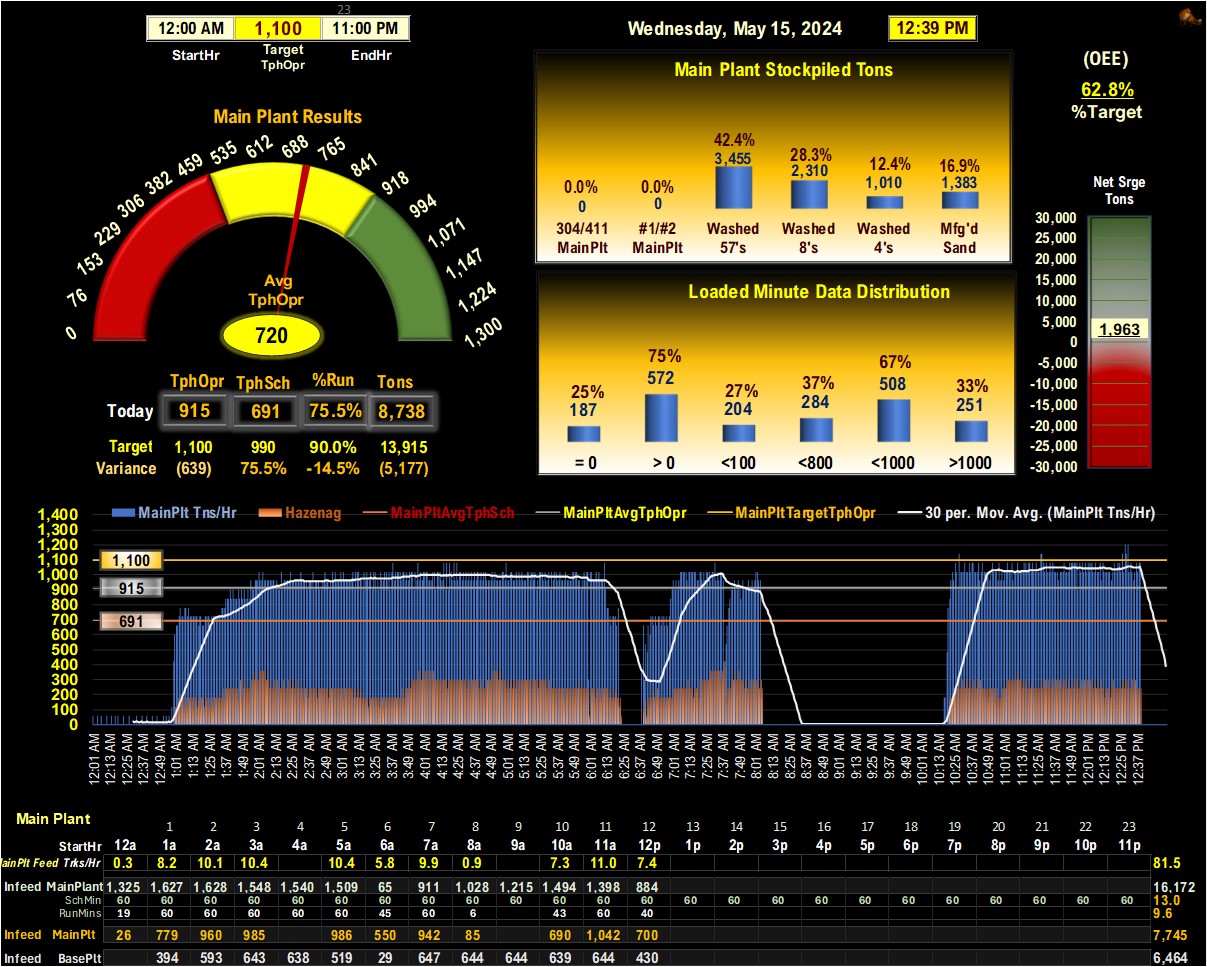 23
12:00 AM 1,100 11:00 PM
StartHr Target TphOpr EndHr
Wednesday, May 15, 2024 12:39 PM
(OEE)
62.8%
%Target
Main Plant Results
0 76 153 229 306 382 459 535 612 688 765 841 918 994 1,071 1,147 1,224 1,300
Avg
TphOpr
720
TphOpr TphSch %Run Tons
Today 915 691 75.5% 8,738
Target 1,100 990 90.0% 13,915
Variance (639) 75.5% -14.5% (5,177)
Main Plant Stockpiled Tons
0.0% 0.0% 42.4% 28.3% 12.4% 16.9%
0 0 3,455 2,310 1,010 1,383
304/411 #1/#2 Washed Washed Washed Mfg'd
MainPlt MainPlt 57's 8's 4's Sand
Loaded Minute Data Distribution
25% 75% 27% 37% 67% 33%
187 572 204 284 508 251
= 0 > 0 <100 <800 <1000 >1000
Net Srge
Tons
30,000
25,000
20,000
15,000
10,000
5,000
1,963
0
-5,000
-10,000
-15,000
-20,000
-25,000
-30,000
MainPlt Tns/Hr Hazenag MainPltAvgTphSch MainPltAvgTphOpr MainPltTargetTphOpr 30 per. Mov. Avg. (MainPlt Tns/Hr)
1,400
1,300
1,200
1,100
1,000
900
800
700
600
500
400
300
200
100
0
1,100
915
691
12:01 AM 12:13 AM 12:25 AM 12:37 AM 12:49 AM 1:01 AM 1:13 AM 1:25 AM 1:37 AM 1:49 AM 2:01 AM 2:13 AM 2:25 AM 2:37 AM 2:49 AM 3:01 AM 3:13 AM 3:25 AM 3:37 AM 3:49 AM 4:01 AM 4:13 AM 4:25 AM 4:37 AM 4:49 AM 5:01 AM 5:13 AM 5:25 AM 5:37 AM 5:49 AM 6:01 AM 6:13 AM 6:25 AM 6:37 AM 6:49 AM 7:01 AM 7:13 AM 7:25 AM 7:37 AM 7:49 AM 8:01 AM 8:13 AM 8:25 AM 8:37 AM 8:49 AM 9:01 AM 9:13 AM 9:25 AM 9:37 AM 9:49 AM 10:01 AM 10:13 AM 10:25 AM 10:37 AM 10:49 AM 11:01 AM 11:13 AM 11:25 AM 11:37 AM 11:49 AM 12:01 PM 12:13 PM 12:25 PM 12:37 PM
Main Plant
1 2 3 4 5 6 7 8 9 10 11 12 13 14 15 16 17 18 19 20 21 22 23
StartHr 12a 1a 2a 3a 4a 5a 6a 7a 8a 9a 10a 11a 12p 1p 2p 3p 4p 5p 6p 7p 8p 9p 10p 11p
MainPlt Feed Trks/Hr 0.3 8.2 10.1 10.4 10.4 5.8 9.9 0.9 7.3 11.0 7.4 81.5
Infeed MainPlant 1,325 1,627 1,628 1,548 1,540 1,509 65 911 1,028 1,215 1,494 1,398 884 16,172
SchMin 60 60 60 60 60 60 60 60 60 60 60 60 60 60 60 60 60 60 60 60 60 60 60 60 13.0
RunMins 19 60 60 60 60 45 60 6 43 60 40 9.6
Infeed MainPlt 26 779 960 985 986 550 942 85 690 1,042 700 7,745
Infeed BasePlt 394 593 643 638 519 29 647 644 644 639 644 430 6,464